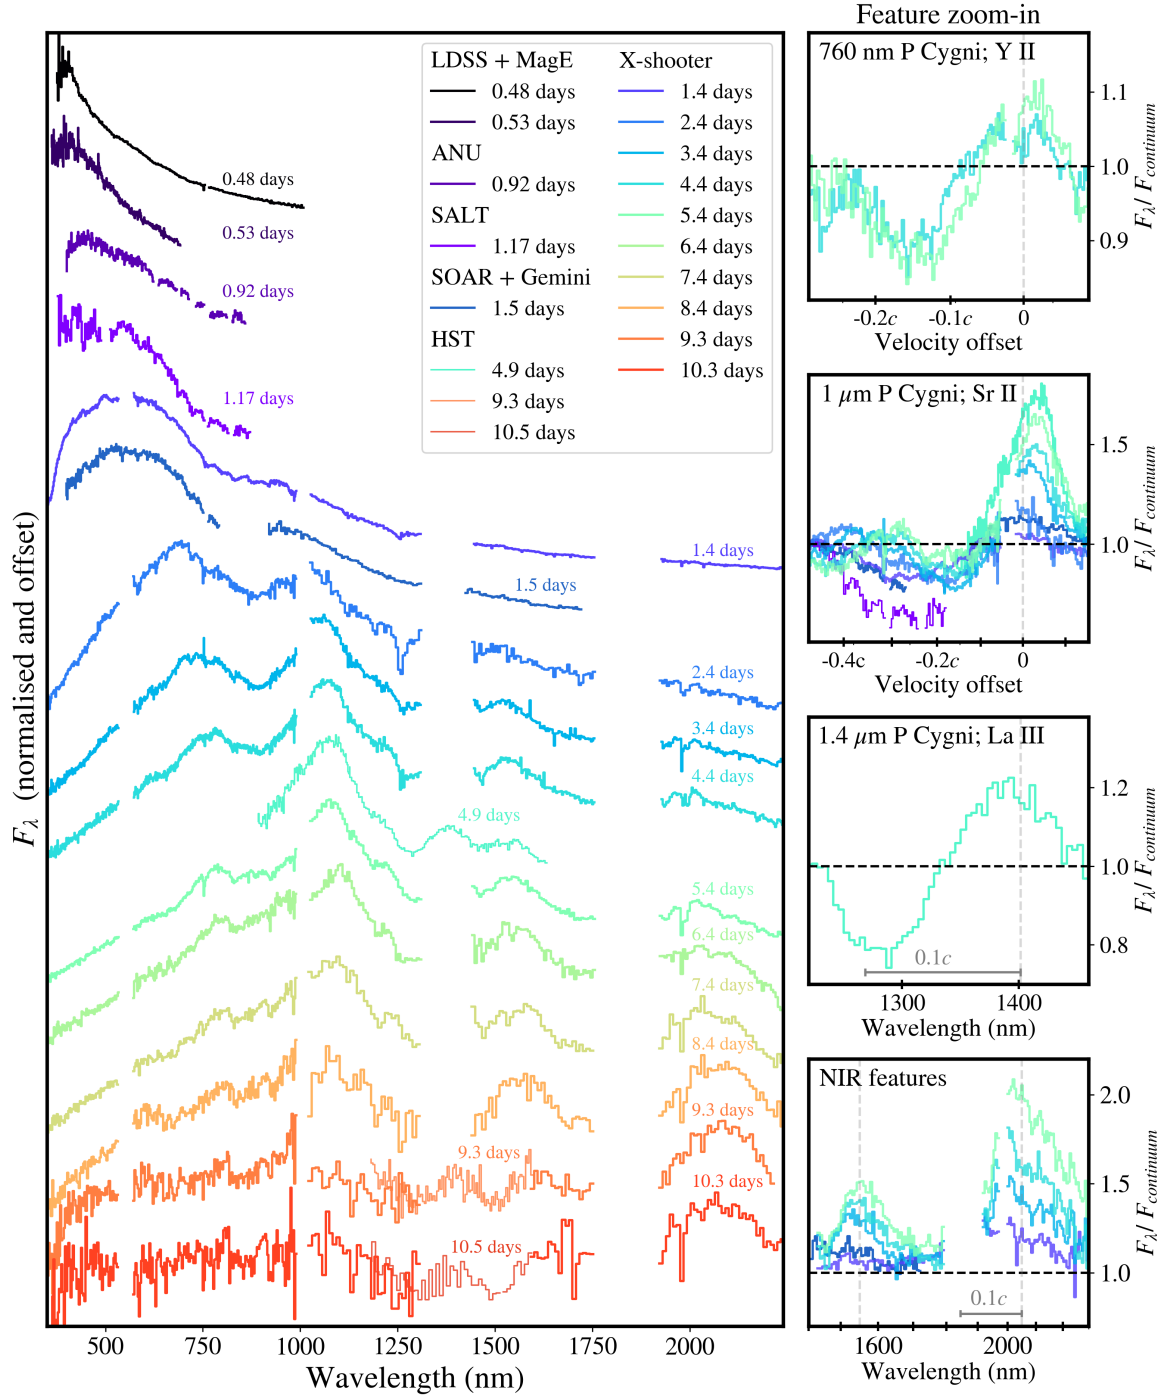 Feature zoom-in
LDSS + MagE
0.48 days
0.53 days
ANU
0.92 days
SALT
1.17 days
SOAR + Gemini
1.5 days
HST
4.9 days
9.3 days
10.5 days
X-shooter
1.4 days
2.4 days
3.4 days
4.4 days
5.4 days
6.4 days
7.4 days
8.4 days
9.3 days
10.3 days
0.48 days
0.53 days
0.92 days
1.17 days
1.4 days
1.5 days
2.4 days
3.4 days
4.4 days
4.9 days
5.4 days
6.4 days
7.4 days
8.4 days
9.3 days
9.3 days
10.3 days
10.5 days
Fλ (normalised and offset)
500 750 1000 1250 1500 1750 2000
Wavelength (nm)
760 nm P Cygni; Y II
1.1
1.0
0.9
Fλ/ Fcontinuum
-0.2c -0.1c 0
Velocity offset
1 μm P Cygni; Sr II
1.5
1.0
Fλ/ Fcontinuum
-0.4c -0.2c 0
Velocity offset
1.4 μm P Cygni; La III
1.2
1.0
0.8
Fλ/ Fcontinuum
0.1c
1300 1400
Wavelength (nm)
NIR features
2.0
1.5
1.0
Fλ/ Fcontinuum
0.1c
1600 2000
Wavelength (nm)